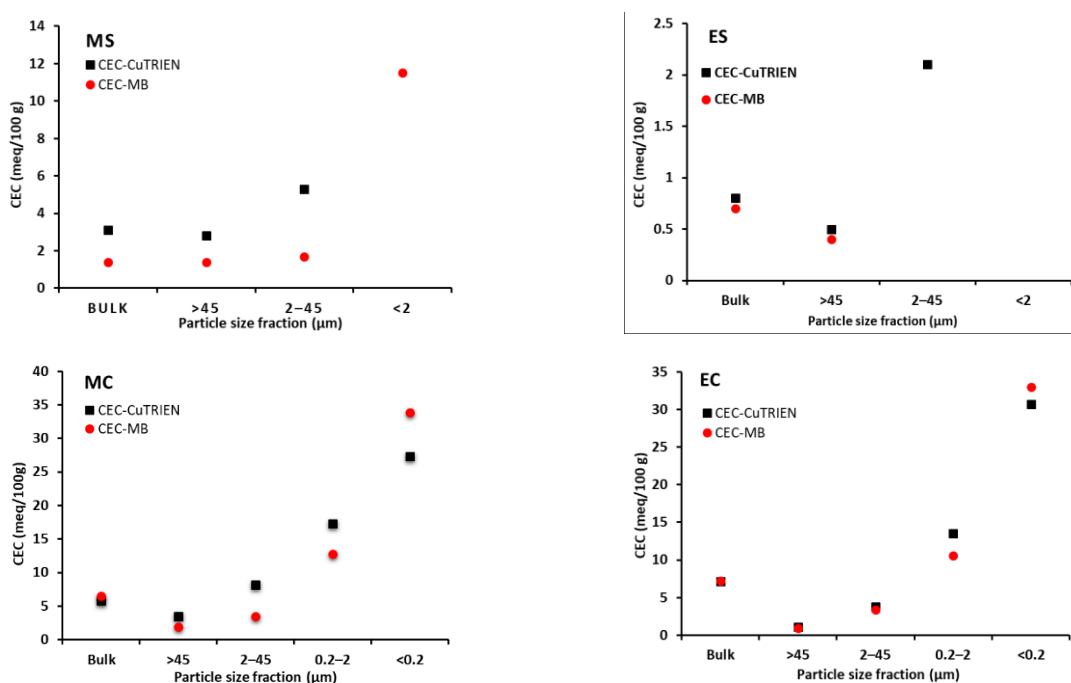 MS
CEC-CuTRIEN
CEC-MB
CEC (meq/100 g)
14
12
10
8
6
4
2
0
BULK >45 2–45 <2
Particle size fraction (µm)
ES
CEC-CuTRIEN
CEC-MB
CEC (meq/100 g)
2.5
2
1.5
1
0.5
0
Bulk >45 2–45 <2
Particle size fraction (µm)
MC
CEC-CuTRIEN
CEC-MB
CEC (meq/100g)
40
35
30
25
20
15
10
5
0
Bulk >45 2–45 0.2–2 <0.2
Particle size fraction (µm)
EC
CEC-CuTRIEN
CEC-MB
CEC (meq/100 g)
35
30
25
20
15
10
5
0
Bulk >45 2–45 0.2–2 <0.2
Particle size fraction (µm)